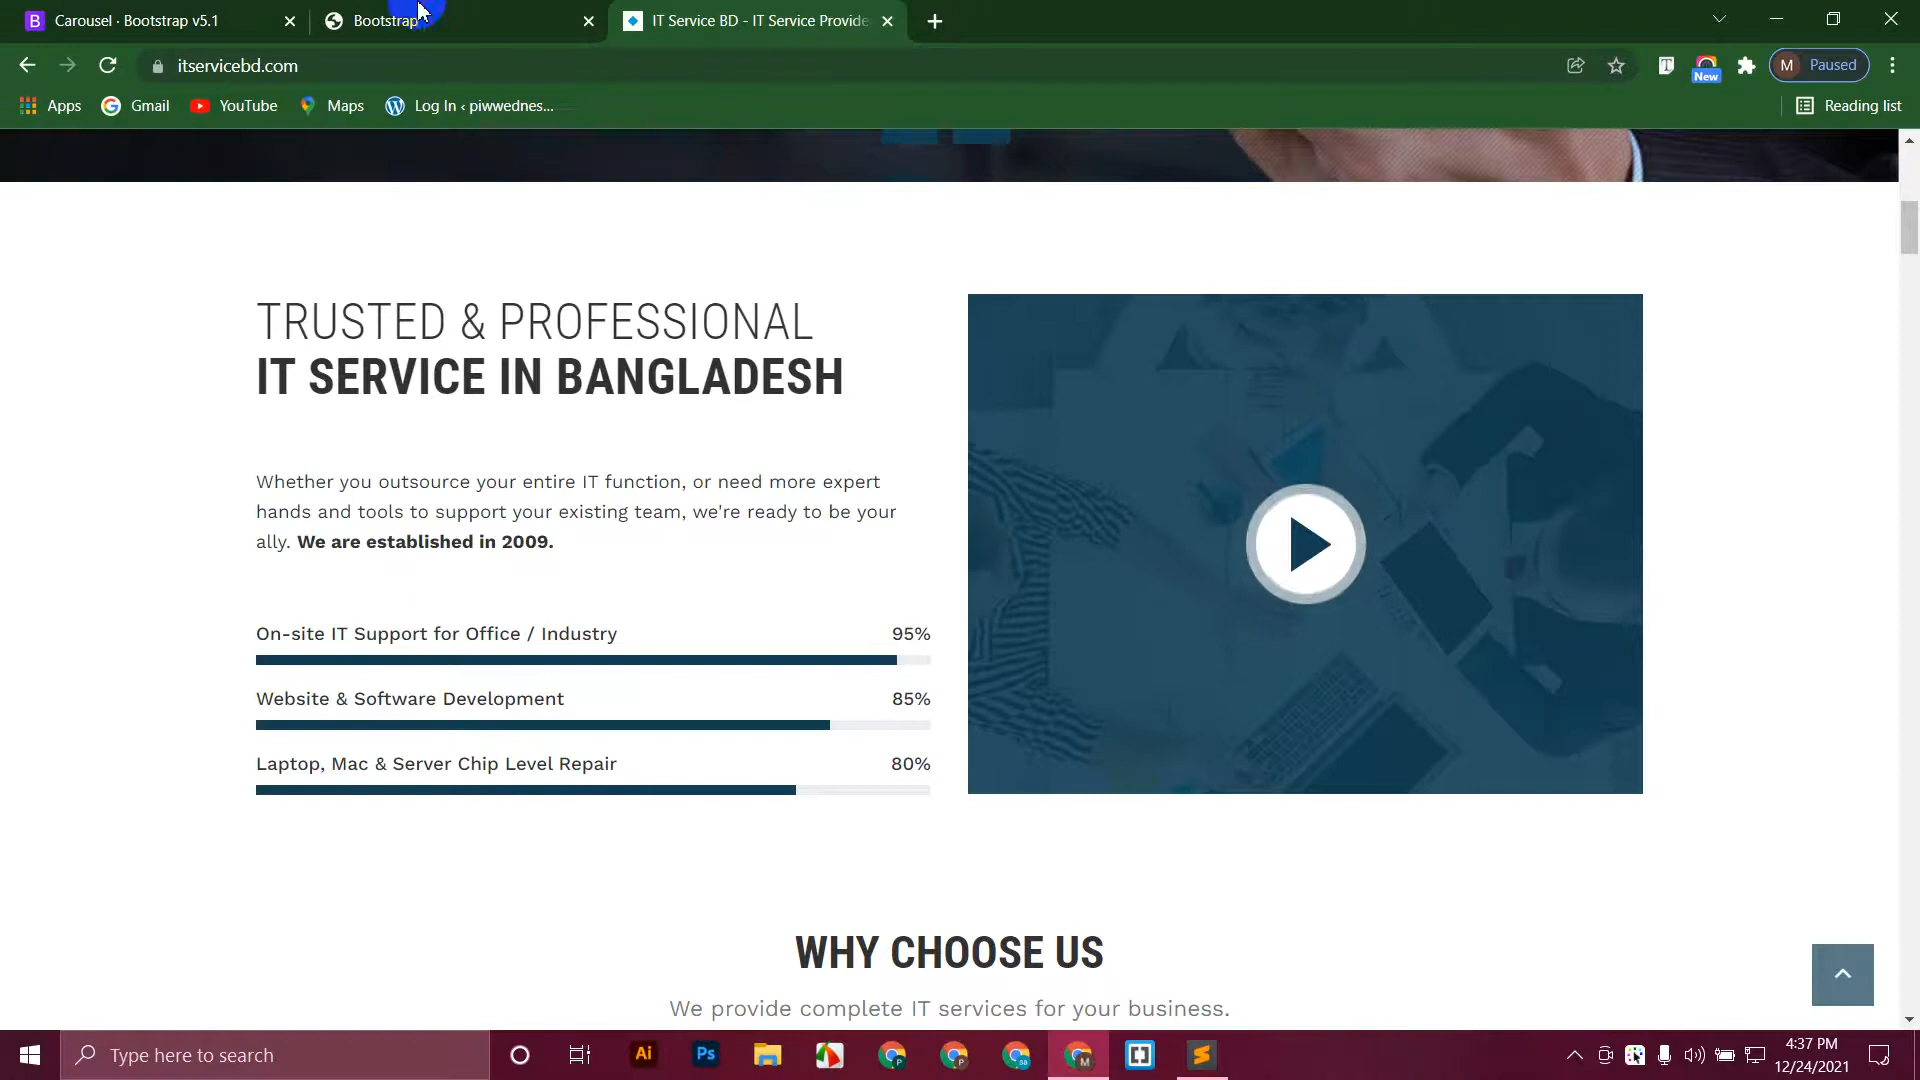 Carousel · Bootstrap v5.1
Bootstrap
IT Service BD - IT Service Provide
itservicebd.com
New
M
Paused
Apps
Gmail
YouTube
Maps
Log In ‹ piwwednes...
Reading list
TRUSTED & PROFESSIONAL
IT SERVICE IN BANGLADESH
Whether you outsource your entire IT function, or need more expert
hands and tools to support your existing team, we're ready to be your
ally. We are established in 2009.
On-site IT Support for Office / Industry 95%
Website & Software Development 85%
Laptop, Mac & Server Chip Level Repair 80%
WHY CHOOSE US
We provide complete IT services for your business.
Type here to search
Ai
Ps
4:37 PM
12/24/2021